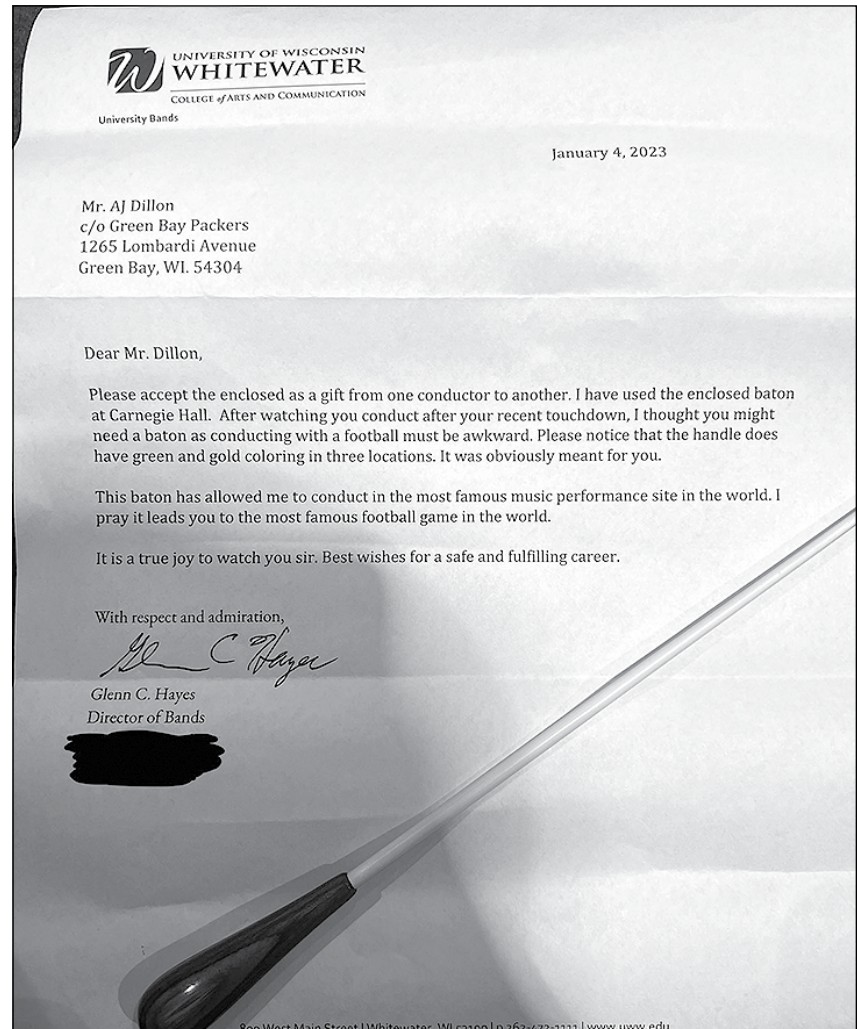 W
UNIVERSITY OF WISCONSIN
WHITEWATER
COLLEGE of ARTS AND COMMUNICATION
University Bands
January 4, 2023
Mr. AJ Dillon
c/o Green Bay Packers
1265 Lombardi Avenue
Green Bay, WI. 54304
Dear Mr. Dillon,
Please accept the enclosed as a gift from one conductor to another. I have used the enclosed baton
at Carnegie Hall. After watching you conduct after your recent touchdown, I thought you might
need a baton as conducting with a football must be awkward. Please notice that the handle does
have green and gold coloring in three locations. It was obviously meant for you.
This baton has allowed me to conduct in the most famous music performance site in the world. I
pray it leads you to the most famous football game in the world.
It is a true joy to watch you sir. Best wishes for a safe and fulfilling career.
With respect and admiration,
Glenn C Hayes
Glenn C. Hayes
Director of Bands
800 West Main Street | Whitewater, WI 53190 | p 262-472-1111 | www.uww.edu